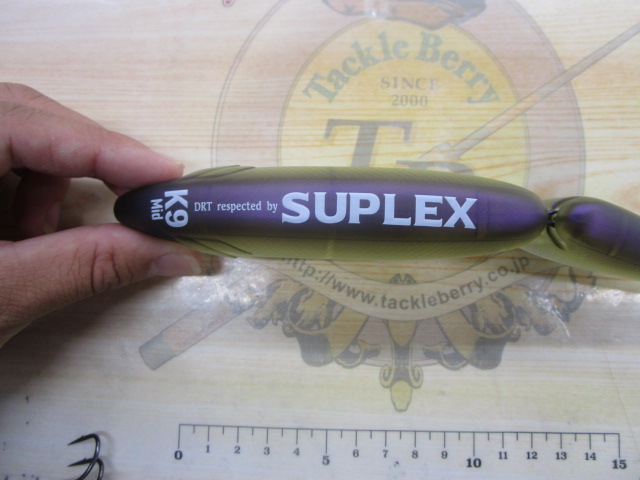 Tackle Berry
SINCE
2000
K9
Mid
DRT respected by SUPLEX
http://www.tackleberry.co.jp
0 1 2 3 4 5 6 7 8 9 10 11 12 13 14 15